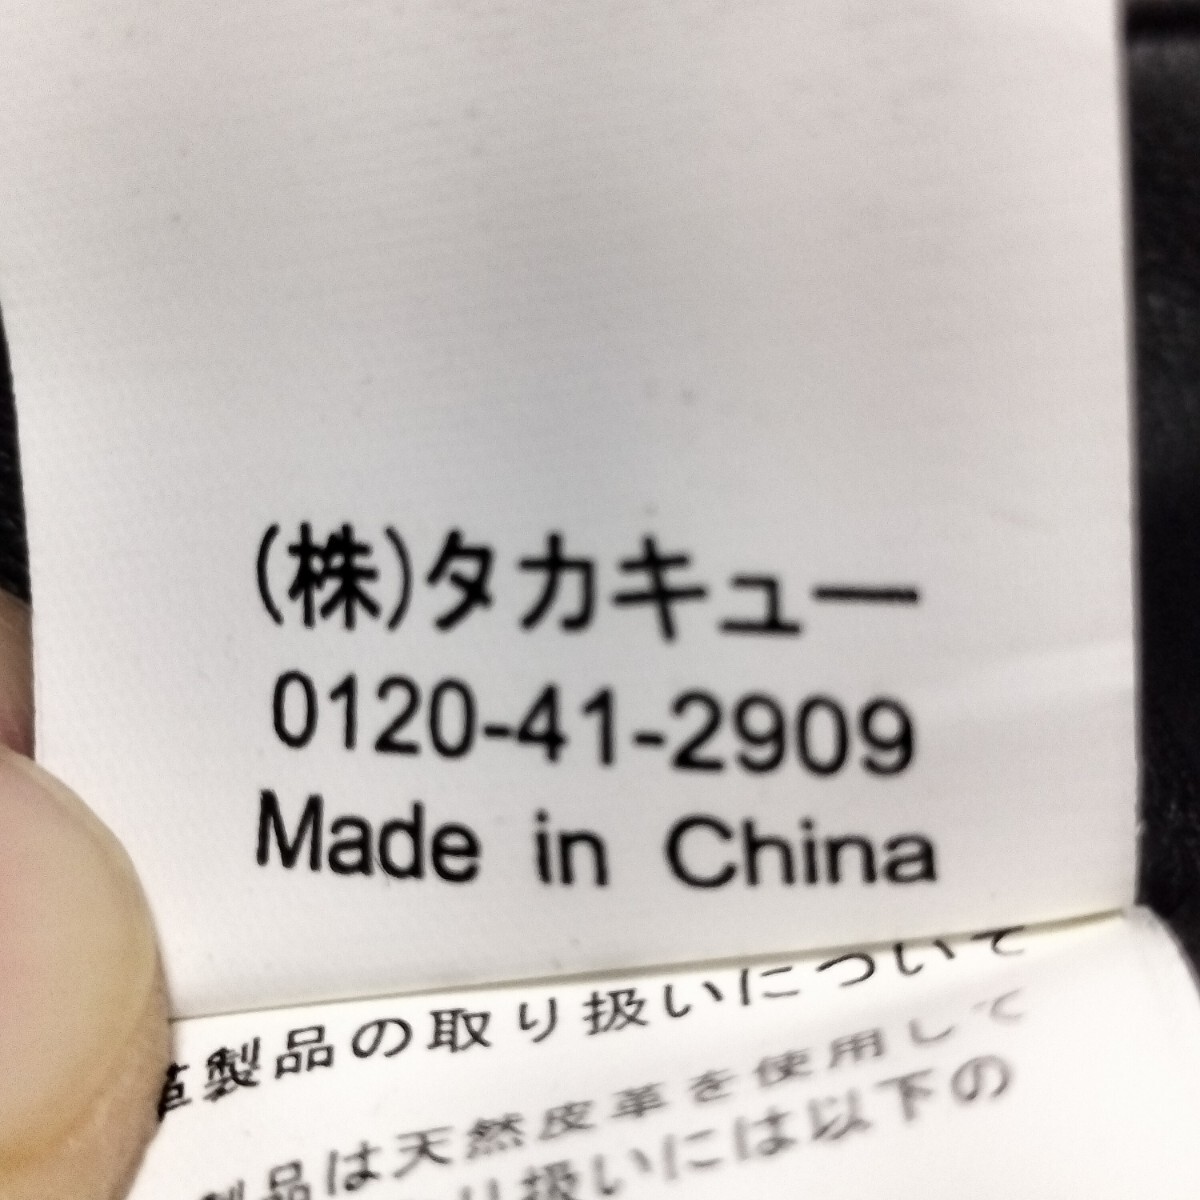 (株)タカキュー
0120-41-2909
Made in China
革製品の取り扱いについて
製品は天然皮革を使用して
り扱いには以下の